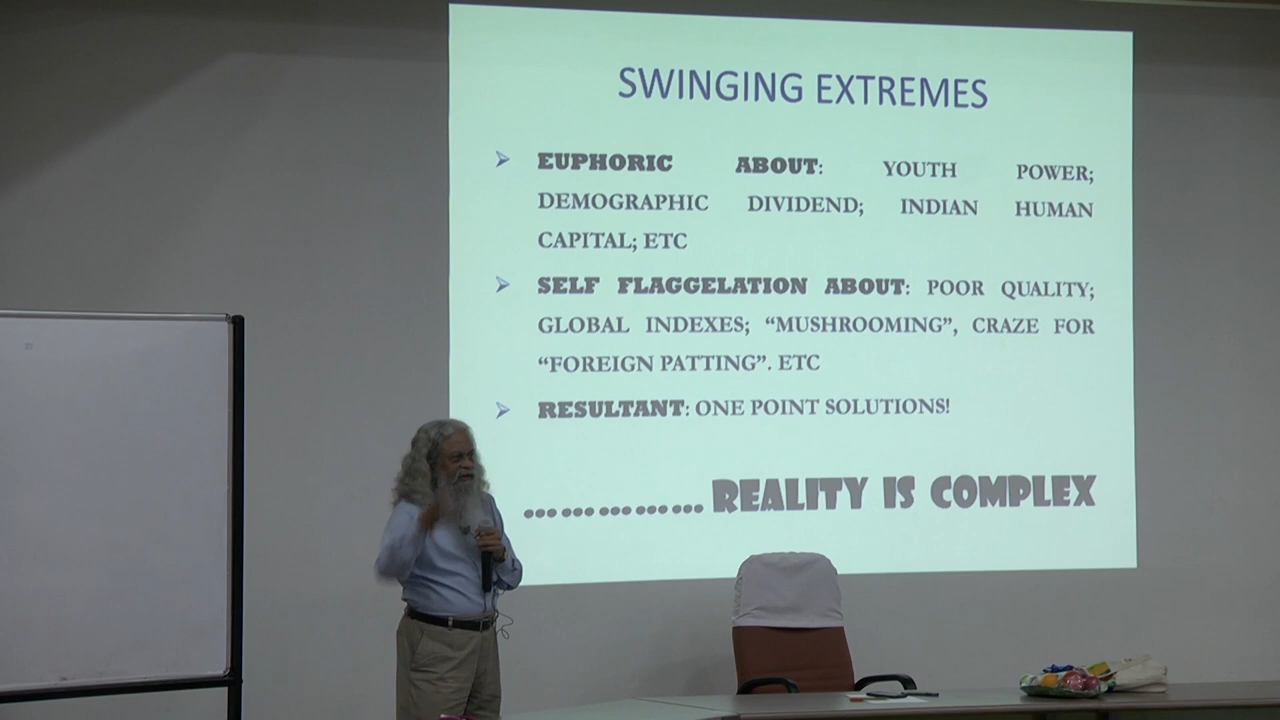 SWINGING EXTREMES
➢ EUPHORIC ABOUT: YOUTH POWER;
DEMOGRAPHIC DIVIDEND; INDIAN HUMAN
CAPITAL; ETC
➢ SELF FLAGGELATION ABOUT: POOR QUALITY;
GLOBAL INDEXES; “MUSHROOMING”, CRAZE FOR
“FOREIGN PATTING”. ETC
➢ RESULTANT: ONE POINT SOLUTIONS!
…………… REALITY IS COMPLEX